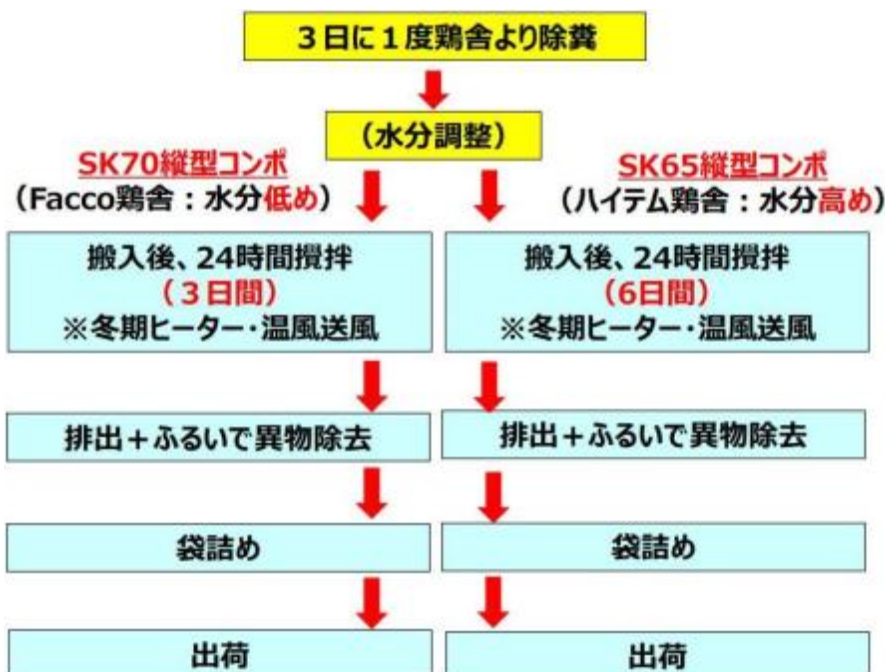 3日に1度鶏舎より除糞
(水分調整)
SK70縦型コンポ
(Facco鶏舎：水分低め)
搬入後、24時間攪拌
(3日間)
※冬期ヒーター・温風送風
排出+ふるいで異物除去
袋詰め
出荷
SK65縦型コンポ
(ハイテム鶏舎：水分高め)
搬入後、24時間攪拌
(6日間)
※冬期ヒーター・温風送風
排出+ふるいで異物除去
袋詰め
出荷